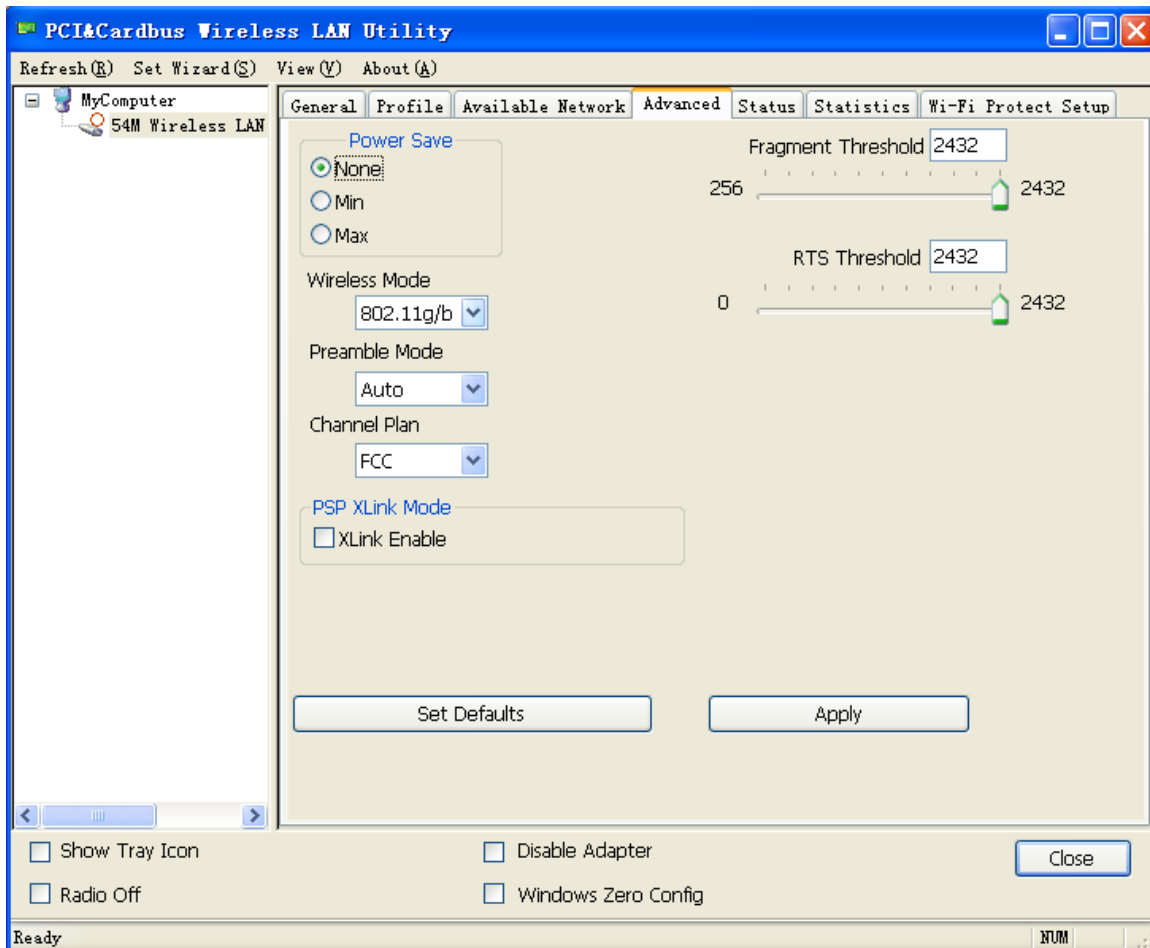 PCI&Cardbus Wireless LAN Utility
Refresh(R) Set Wizard(S) View(V) About(A)
MyComputer
54M Wireless LAN
General Profile Available Network Advanced Status Statistics Wi-Fi Protect Setup
Power Save
None
Min
Max
Wireless Mode
802.11g/b
Preamble Mode
Auto
Channel Plan
FCC
PSP XLink Mode
XLink Enable
Fragment Threshold 2432
256 2432
RTS Threshold 2432
0 2432
Set Defaults Apply
Show Tray Icon Disable Adapter
Close
Radio Off Windows Zero Config
Ready NUM